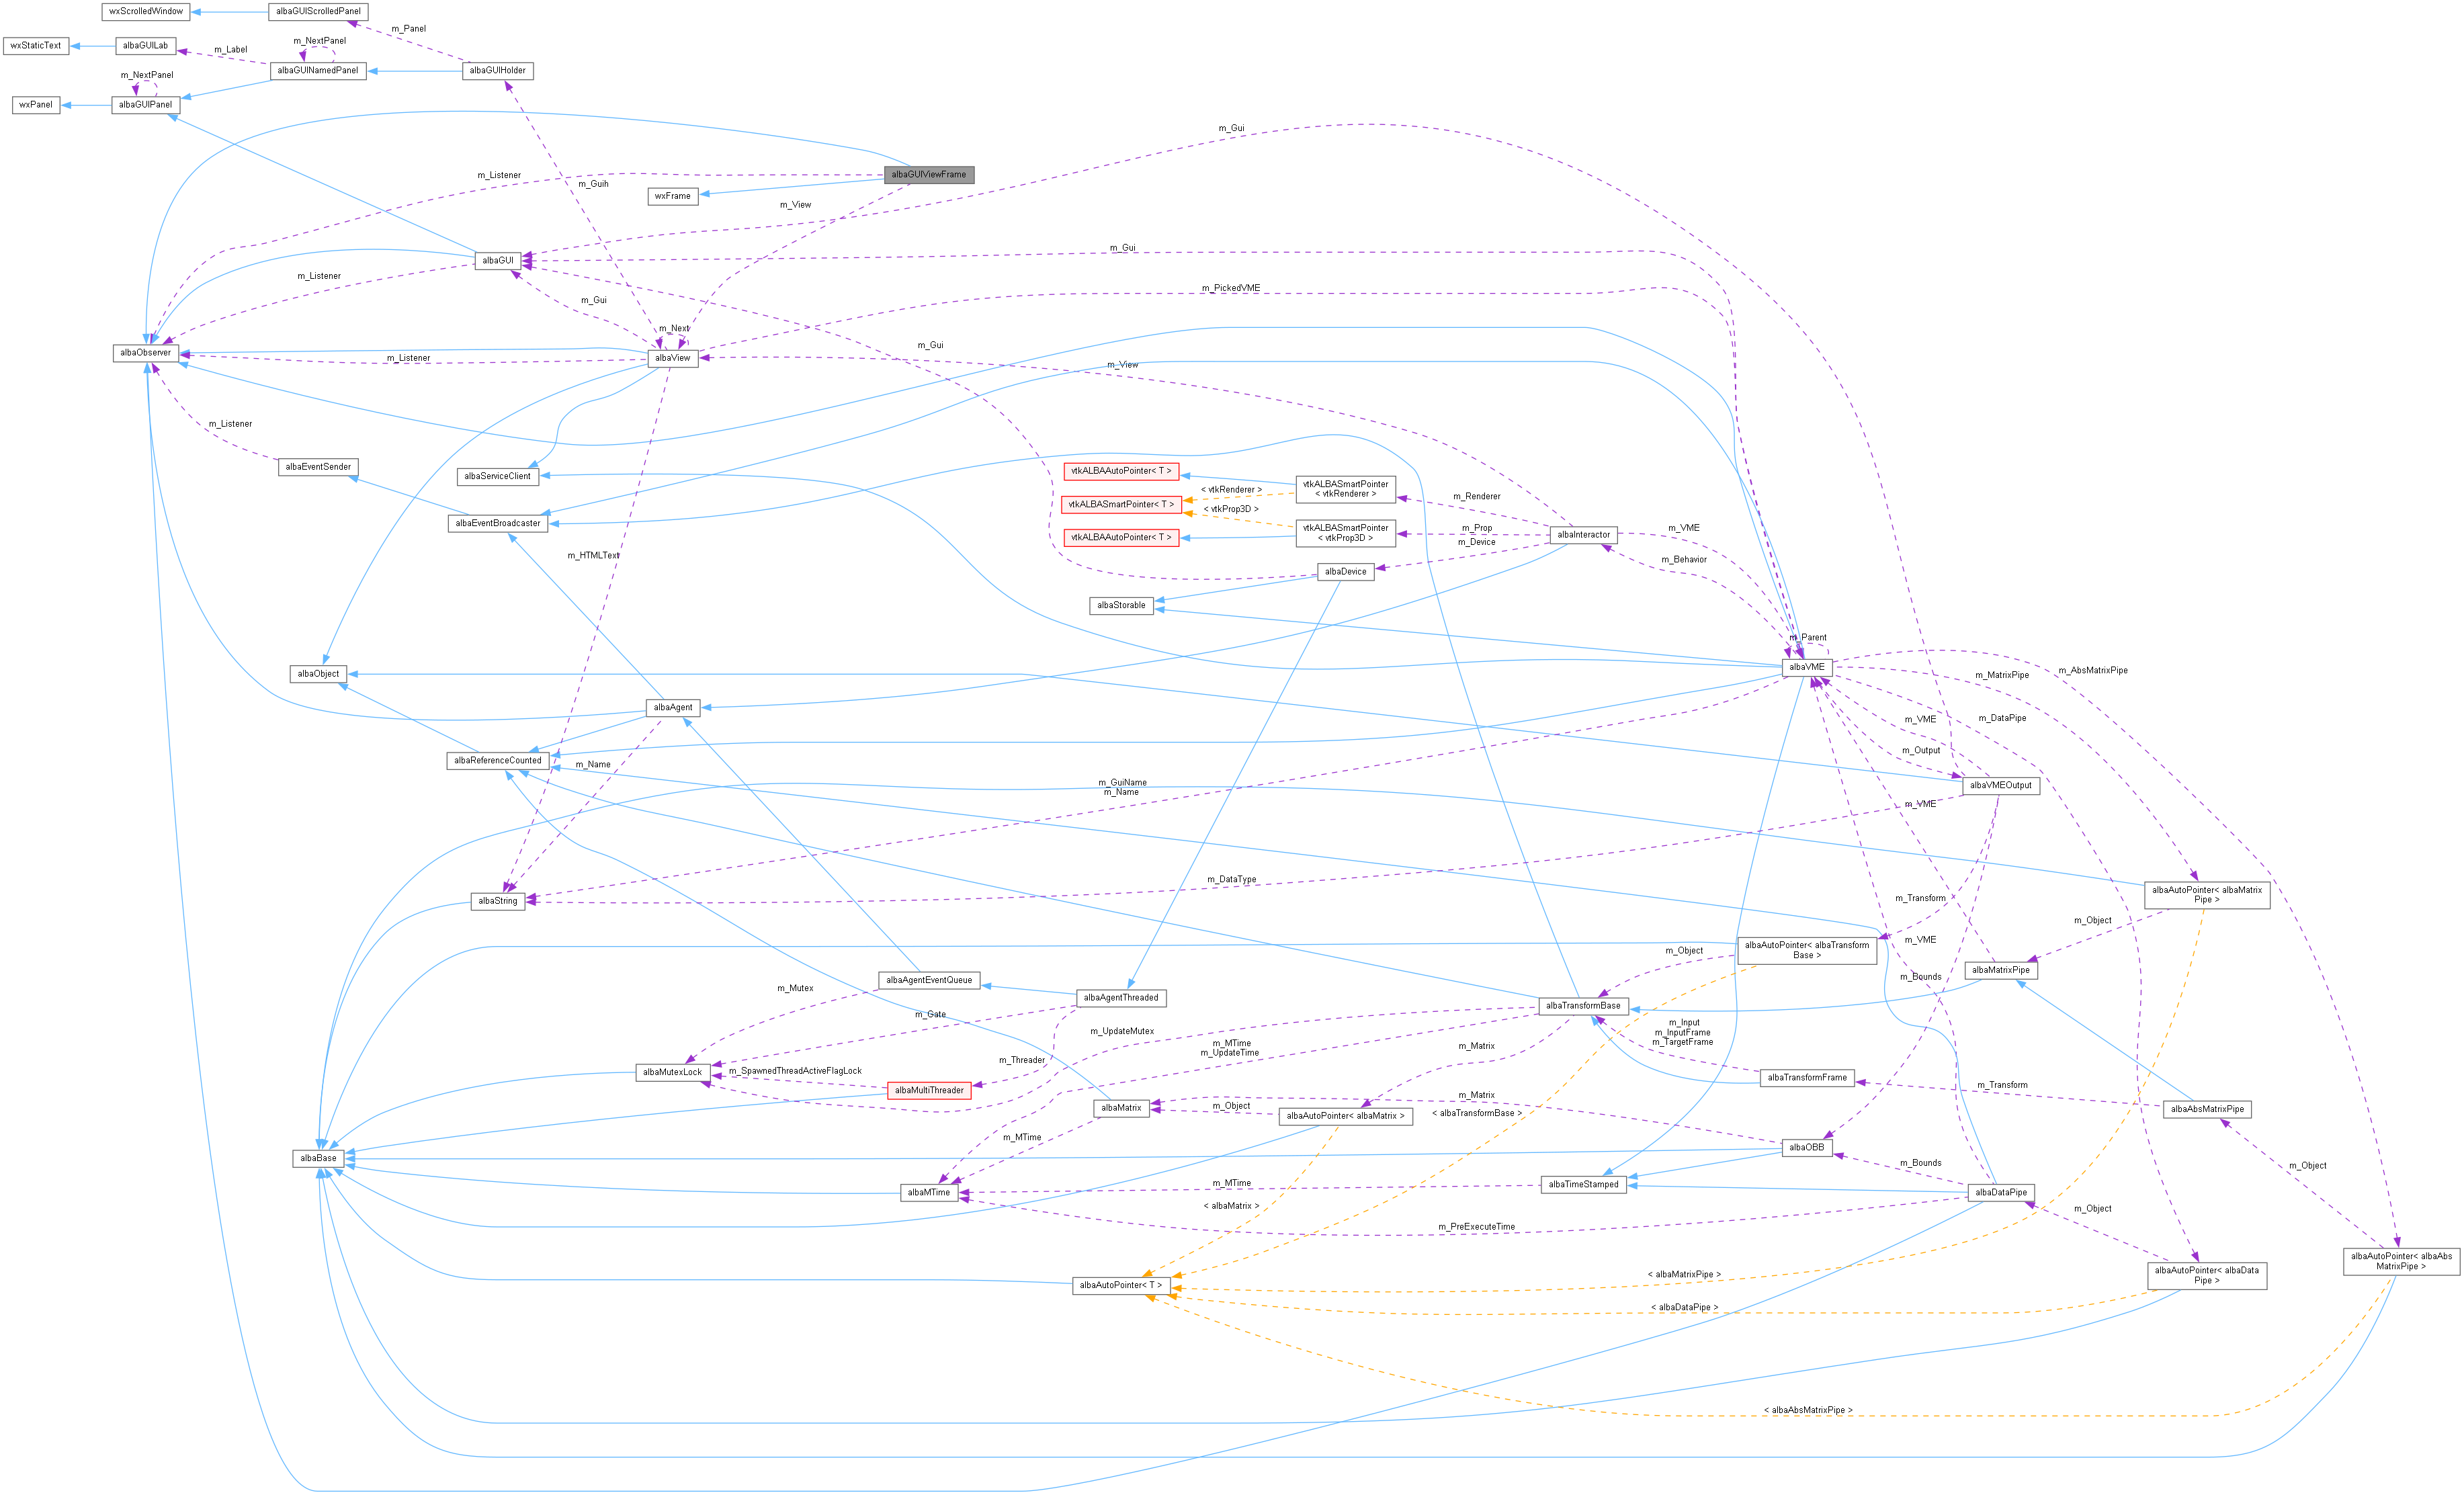 wxScrolledWindow
albaGUIScrolledPanel
m_Panel
wxStaticText
albaGUILab
m_Label
m_NextPanel
albaGUINamedPanel
albaGUIHolder
m_NextPanel
wxPanel
albaGUIPanel
m_Gui
m_Listener
m_Guih
albaGUIViewFrame
wxFrame
m_View
m_Gui
albaGUI
m_Listener
m_Gui
m_PickedVME
m_Next
albaObserver
m_Listener
albaView
m_Gui
m_View
m_Listener
albaEventSender
albaServiceClient
vtkALBAAutoPointer< T >
vtkALBASmartPointer
< vtkRenderer >
< vtkRenderer >
m_Renderer
vtkALBASmartPointer< T >
< vtkProp3D >
albaEventBroadcaster
vtkALBASmartPointer
< vtkProp3D >
m_Prop
albaInteractor
m_VME
vtkALBAAutoPointer< T >
m_Device
m_HTMLText
m_Behavior
albaDevice
albaStorable
m_Parent
albaObject
albaVME
m_AbsMatrixPipe
m_MatrixPipe
albaAgent
m_VME
m_DataPipe
m_Output
albaReferenceCounted
m_Name
m_GuiName
m_Name
albaVMEOutput
m_VME
m_DataType
albaString
albaAutoPointer< albaMatrix
Pipe >
m_Transform
m_Object
m_VME
albaAutoPointer< albaTransform
Base >
m_Object
albaMatrixPipe
m_Bounds
albaAgentEventQueue
m_Mutex
albaAgentThreaded
m_Gate
albaTransformBase
m_UpdateMutex
m_Input
m_InputFrame
m_TargetFrame
m_MTime
m_UpdateTime
m_Matrix
m_Threader
albaMutexLock
m_SpawnedThreadActiveFlagLock
albaMultiThreader
albaTransformFrame
m_Transform
m_Matrix
albaMatrix
m_Object
albaAutoPointer< albaMatrix >
< albaTransformBase >
albaAbsMatrixPipe
m_MTime
albaOBB
albaBase
m_Bounds
m_Object
albaMTime
m_MTime
albaTimeStamped
albaDataPipe
< albaMatrix >
m_Object
m_PreExecuteTime
albaAutoPointer< T >
< albaMatrixPipe >
albaAutoPointer< albaData
Pipe >
albaAutoPointer< albaAbs
MatrixPipe >
< albaDataPipe >
< albaAbsMatrixPipe >